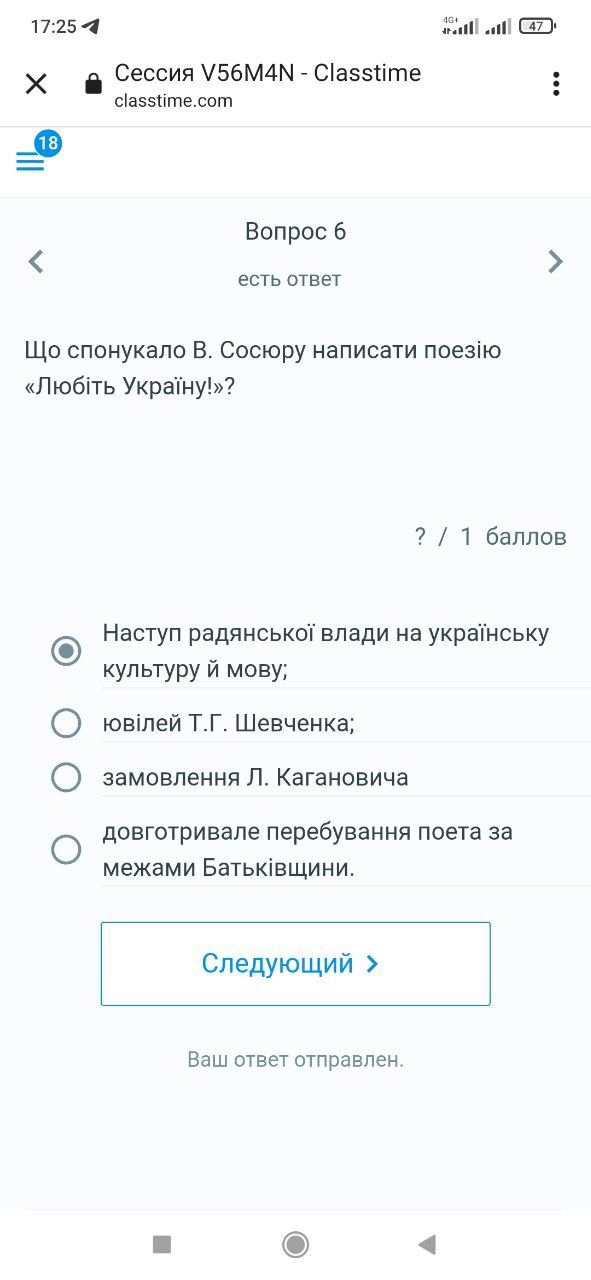 17:25
4G+
47
Сессия V56M4N - Classtime
classtime.com
18
Вопрос 6
есть ответ
Що спонукало В. Сосюру написати поезію
«Любіть Україну!»?
? / 1 баллов
Наступ радянської влади на українську
культуру й мову;
ювілей Т.Г. Шевченка;
замовлення Л. Кагановича
довготривале перебування поета за
межами Батьківщини.
Следующий
Ваш ответ отправлен.